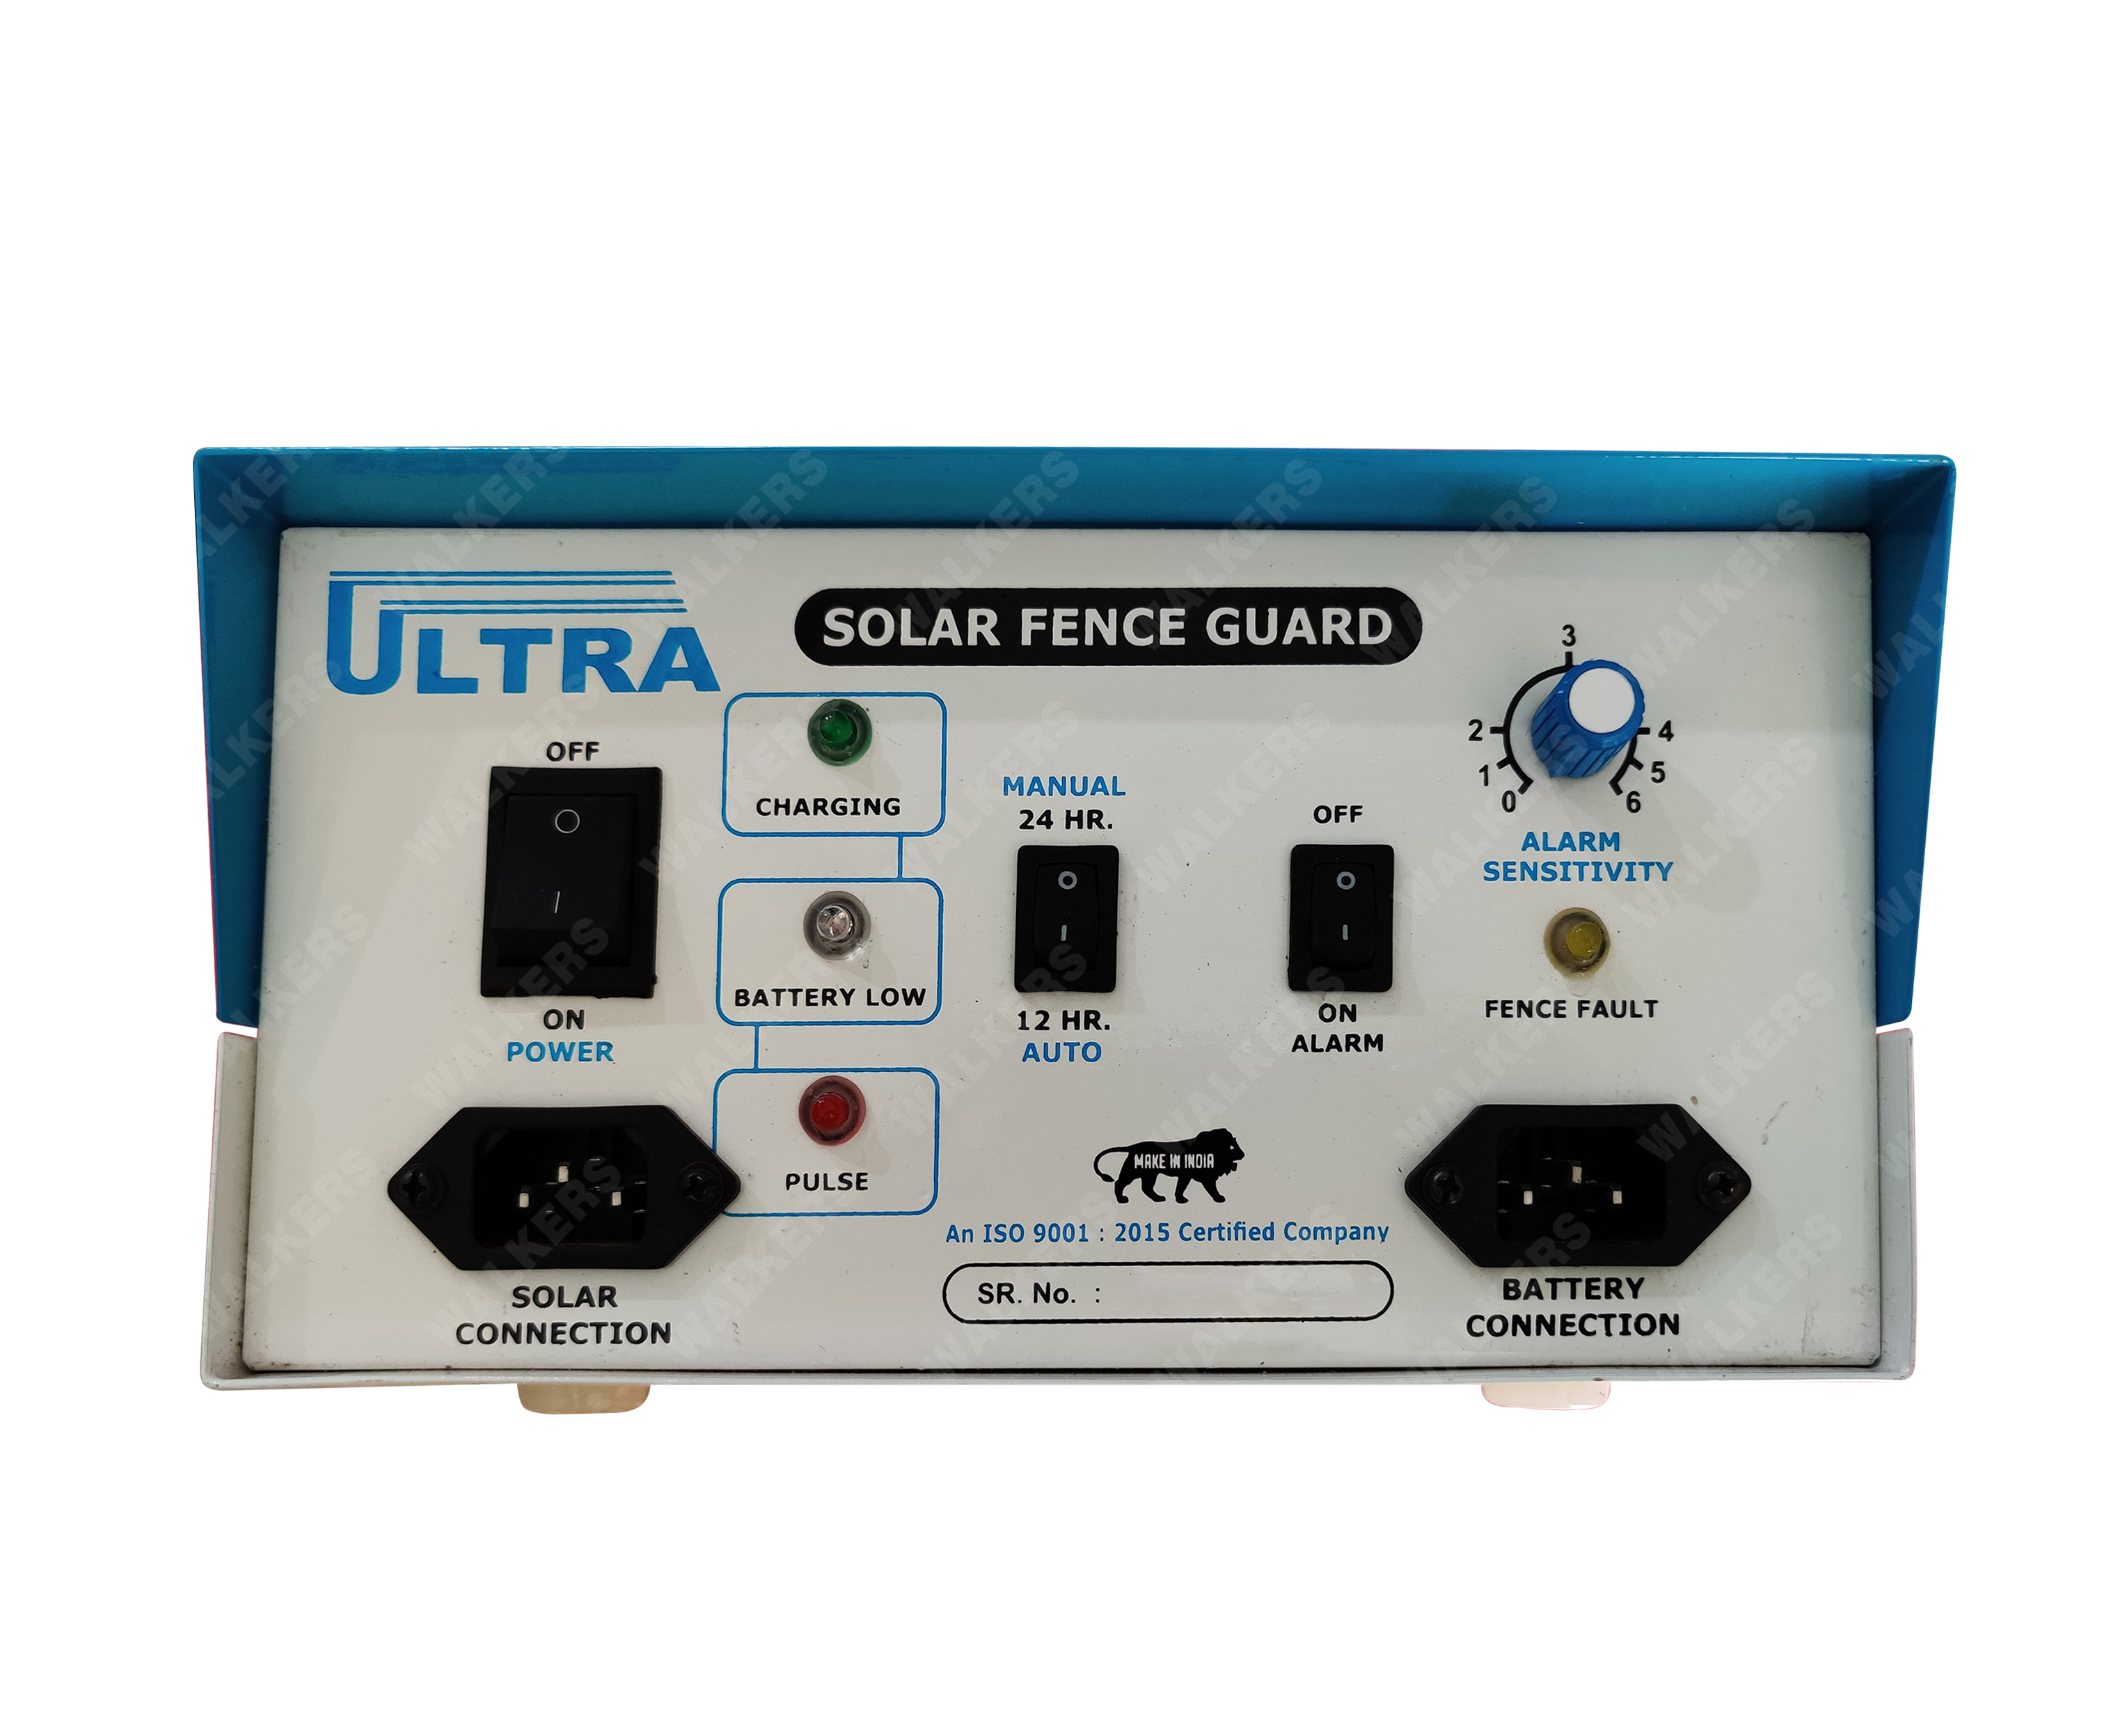 ULTRA
SOLAR FENCE GUARD
OFF
ON
POWER
CHARGING
BATTERY LOW
PULSE
MANUAL
24 HR.
12 HR.
AUTO
OFF
ON
ALARM
3
2
4
1
5
0
6
ALARM
SENSITIVITY
FENCE FAULT
MAKE IN INDIA
An ISO 9001 : 2015 Certified Company
SR. No. :
SOLAR
CONNECTION
BATTERY
CONNECTION
WALKERS